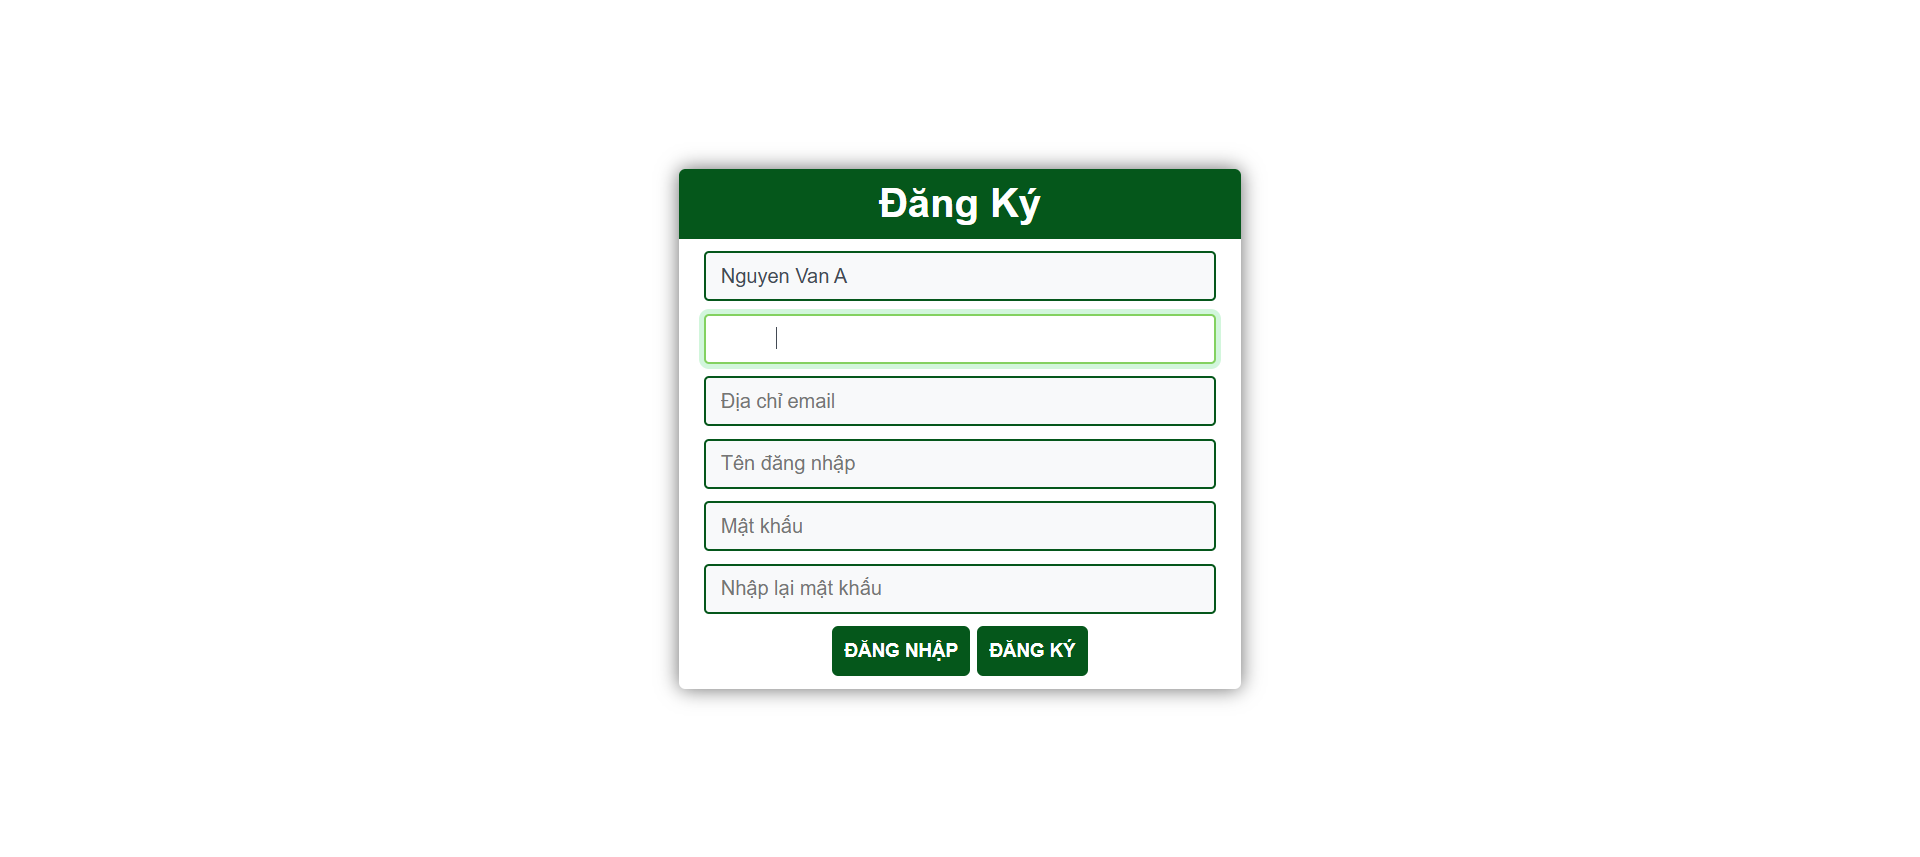 Đăng Ký
Nguyen Van A
Địa chỉ email
Tên đăng nhập
Mật khẩu
Nhập lại mật khẩu
ĐĂNG NHẬP ĐĂNG KÝ